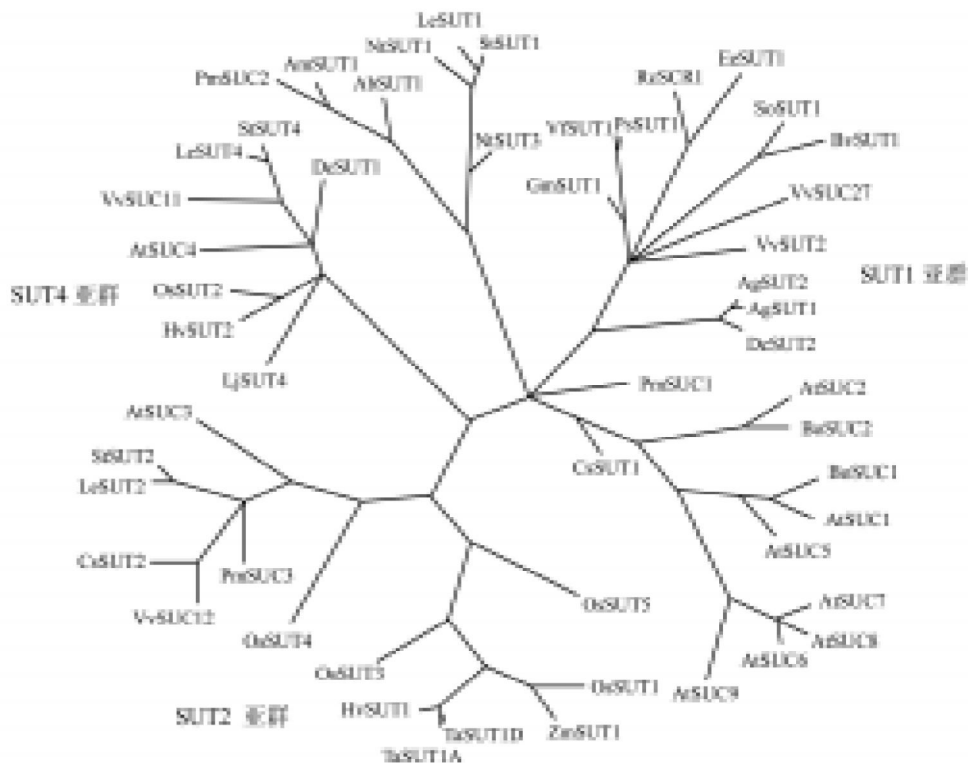 LeSUT1
StSUT1
NtSUT1
EeSUT1
AmSUT1
PmSUC2
AbSUT1
RcSCR1
SoSUT1
StSUT4
VfSUT1
PsSUT1
NtSUT3
BvSUT1
LeSUT4
DcSUT1
GmSUT1
VvSUC27
VvSUC11
AtSUC4
VvSUT2
SUT1 亚群
AgSUT2
SUT4 亚群
OsSUT2
AgSUT1
HvSUT2
DcSUT2
LjSUT4
PmSUC1
AtSUC2
AtSUC3
BnSUC2
StSUT2
CsSUT1
LeSUT2
BnSUC1
AtSUC1
AtSUC5
CsSUT2
PmSUC3
OsSUT5
AtSUC7
VvSUC12
OsSUT4
AtSUC8
AtSUC6
OsSUT3
OsSUT1
AtSUC9
HvSUT1
SUT2 亚群
TaSUT1D
ZmSUT1
TaSUT1A